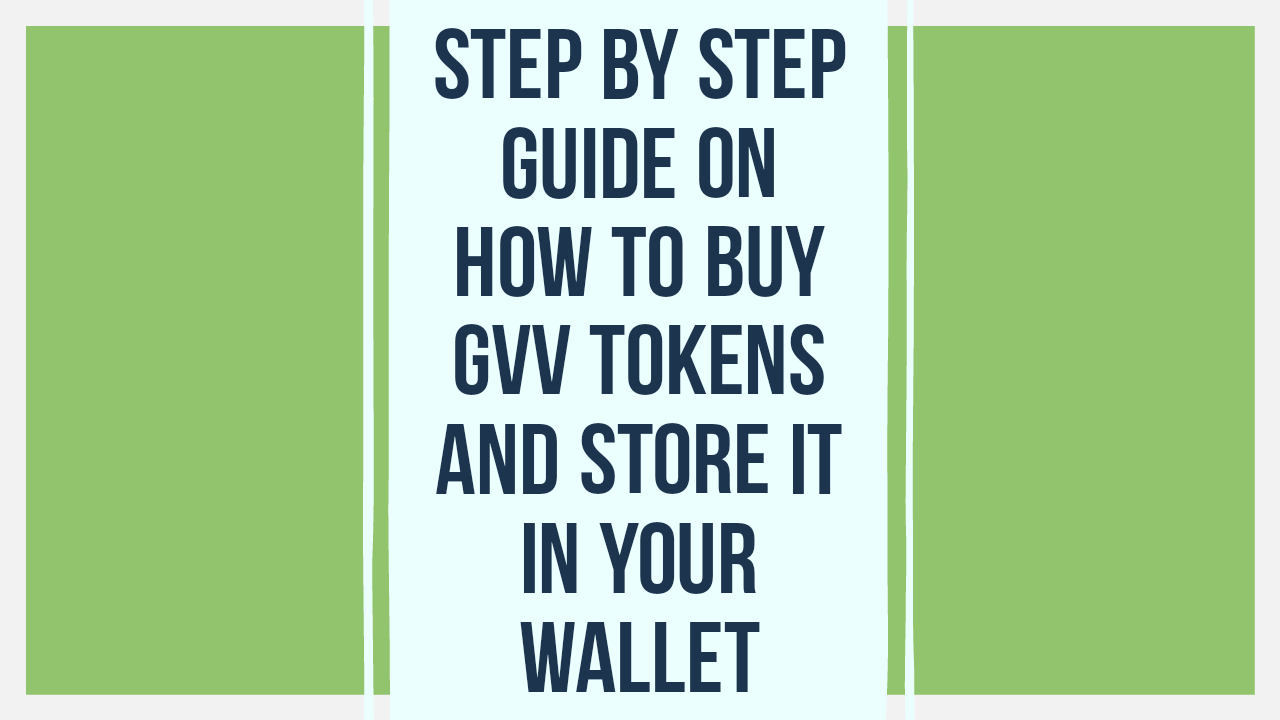 STEP BY STEP
GUIDE ON
HOW TO BUY
GVV TOKENS
AND STORE IT
IN YOUR
WALLET